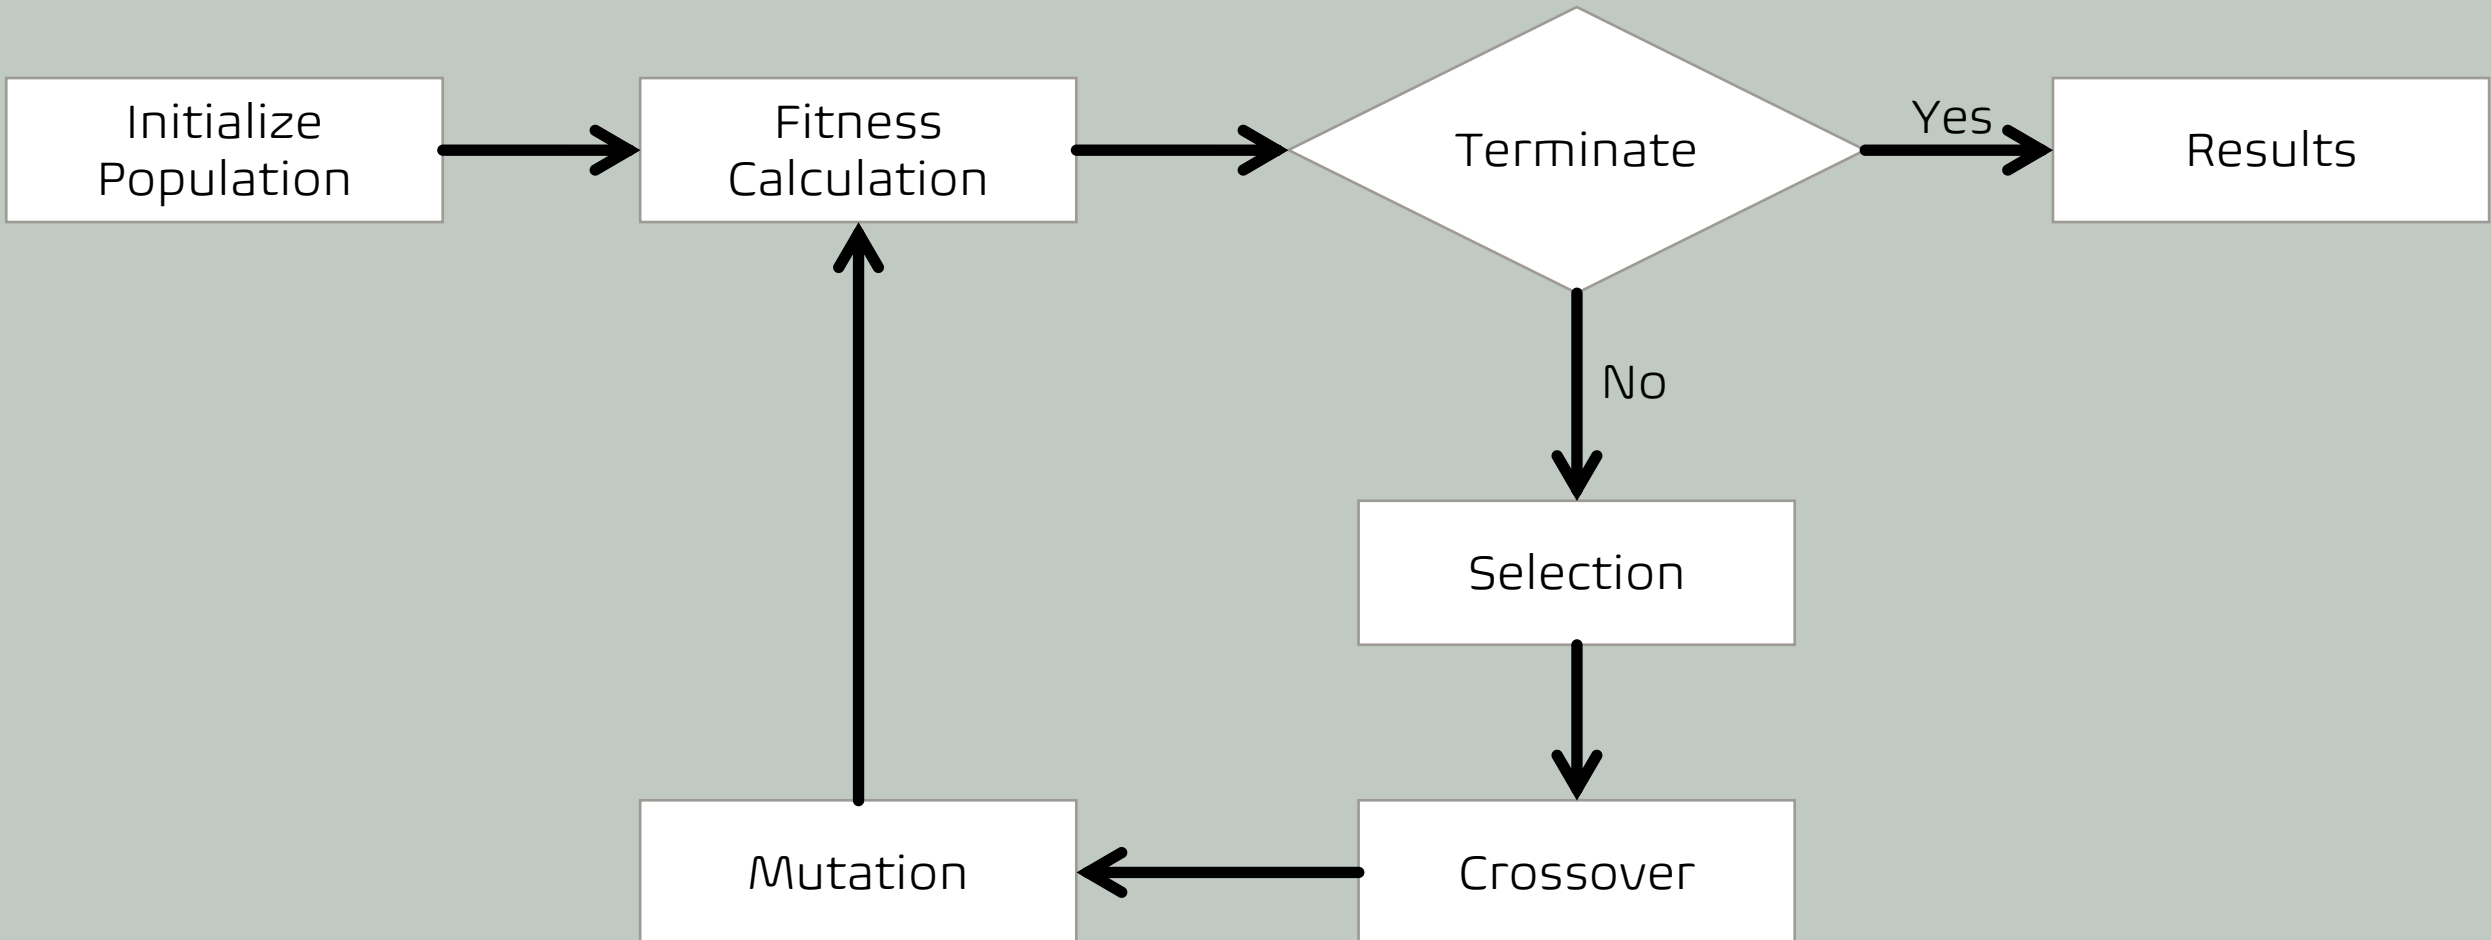 Initialize
Population
Fitness
Calculation
Terminate
Yes
Results
No
Selection
Crossover
Mutation